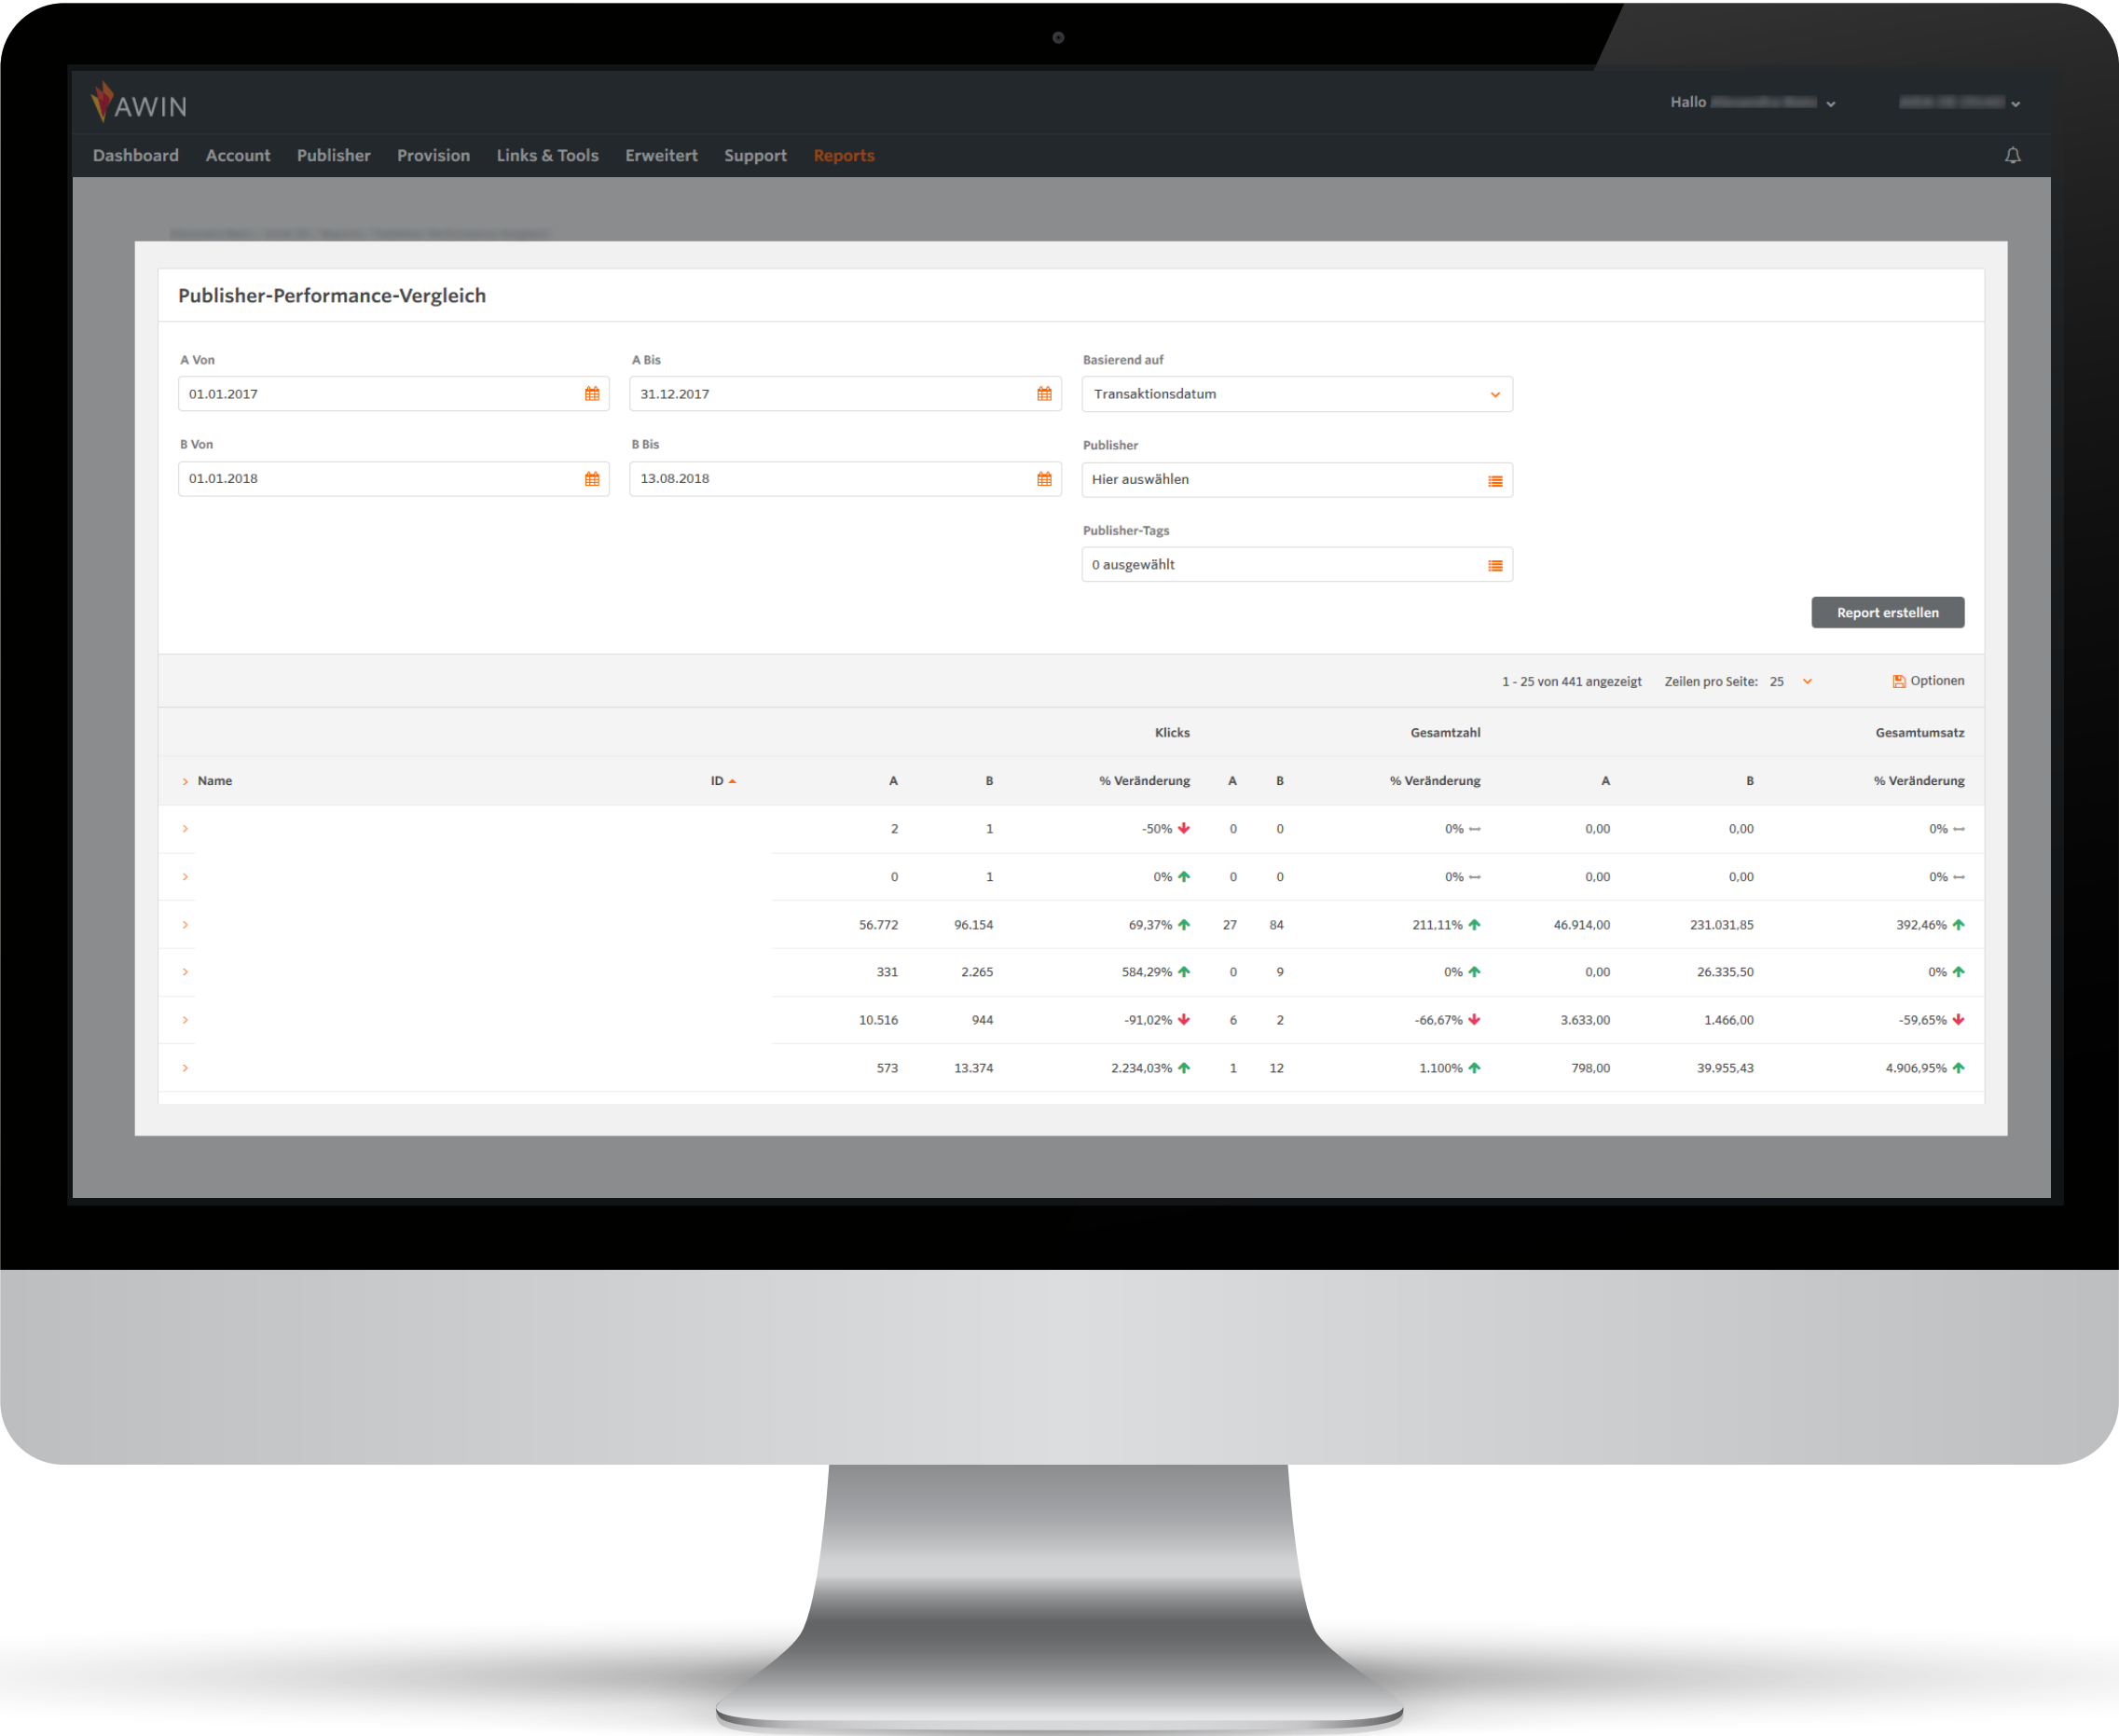 AWIN
Hallo
Dashboard Account Publisher Provision Links & Tools Erweitert Support Reports
Publisher-Performance-Vergleich
A Von A Bis Basierend auf
01.01.2017 31.12.2017 Transaktionsdatum
B Von B Bis Publisher
01.01.2018 13.08.2018 Hier auswählen
Publisher-Tags
0 ausgewählt
Report erstellen
1 - 25 von 441 angezeigt Zeilen pro Seite: 25 Optionen
Klicks Gesamtzahl Gesamtumsatz
Name ID A B % Veränderung A B % Veränderung A B % Veränderung
2 1 -50% 0 0 0% 0,00 0,00 0%
0 1 0% 0 0 0% 0,00 0,00 0%
56.772 96.154 69,37% 27 84 211,11% 46.914,00 231.031,85 392,46%
331 2.265 584,29% 0 9 0% 0,00 26.335,50 0%
10.516 944 -91,02% 6 2 -66,67% 3.633,00 1.466,00 -59,65%
573 13.374 2.234,03% 1 12 1.100% 798,00 39.955,43 4.906,95%